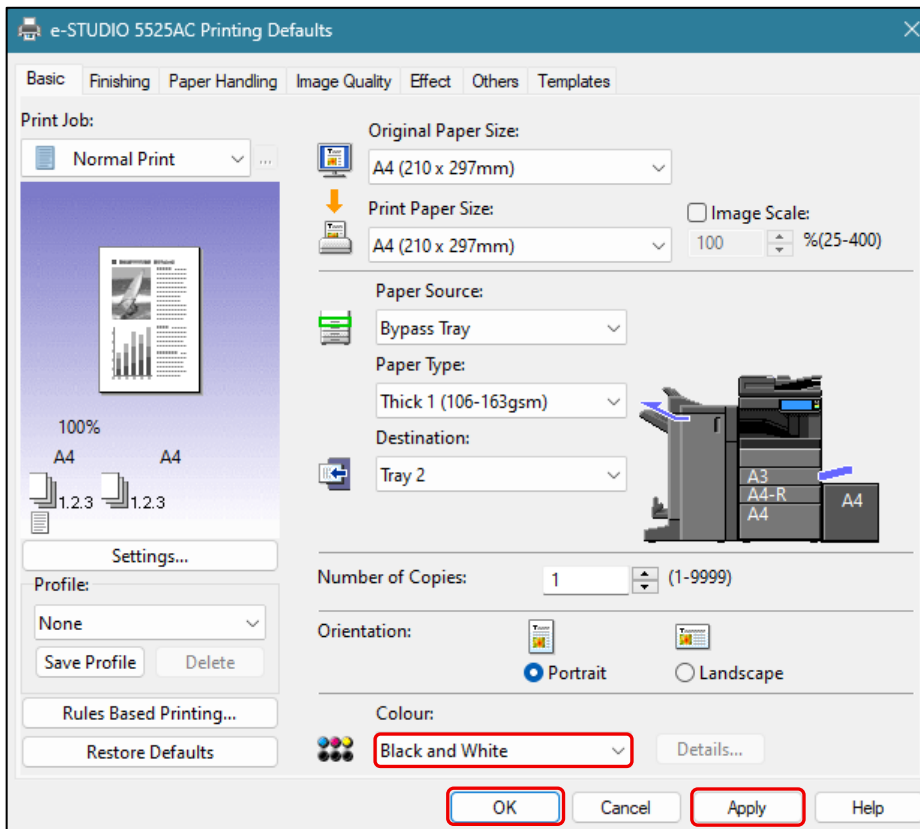 e-STUDIO 5525AC Printing Defaults
Basic Finishing Paper Handling Image Quality Effect Others Templates
Print Job:
Normal Print ...
100%
A4 A4
1.2.3 1.2.3
Settings...
Profile:
None
Save Profile Delete
Rules Based Printing...
Restore Defaults
Original Paper Size:
A4 (210 x 297mm)
Print Paper Size:
A4 (210 x 297mm)
Image Scale:
100 %(25-400)
Paper Source:
Bypass Tray
Paper Type:
Thick 1 (106-163gsm)
Destination:
Tray 2
A3
A4-R
A4
A4
Number of Copies: 1 (1-9999)
Orientation:
Portrait Landscape
Colour:
Black and White Details...
OK Cancel Apply Help